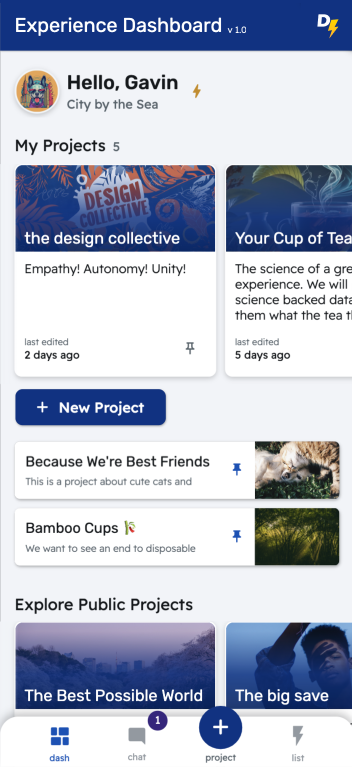 Experience Dashboard v 1.0
D
Hello, Gavin
City by the Sea
My Projects 5
DESIGN
COLLECTIVE
the design collective
Your Cup of Tea
Empathy! Autonomy! Unity!
The science of a gre
experience. We will
science backed data
them what the tea t
last edited
2 days ago
last edited
5 days ago
+ New Project
Because We're Best Friends
This is a project about cute cats and
Bamboo Cups
We want to see an end to disposable
Explore Public Projects
The Best Possible World
The big save
dash
1
chat
project
list